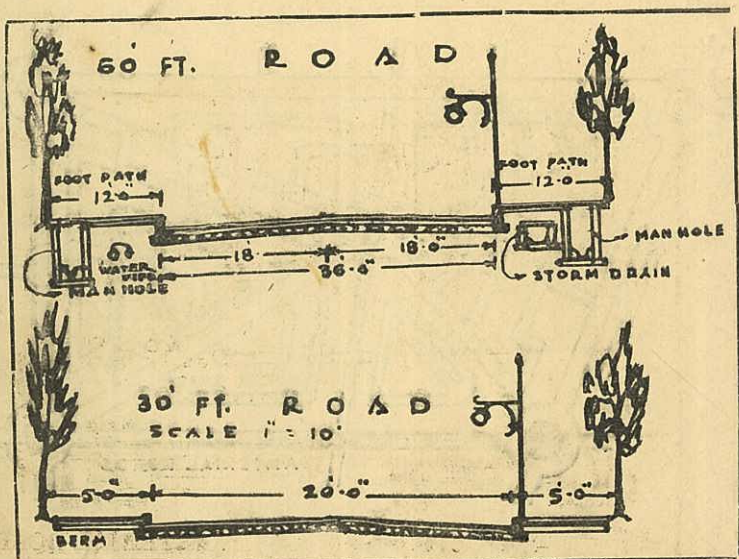 60' FT. ROAD
FOOT PATH
12'0"
FOOT PATH
12'0"
18'
18'-0"
36'-0"
WATER PIPES
MAN HOLE
MAN HOLE
STORM DRAIN
30' FT. ROAD
SCALE 1" = 10'
5'-0"
20'-0"
5'-0"
BERM